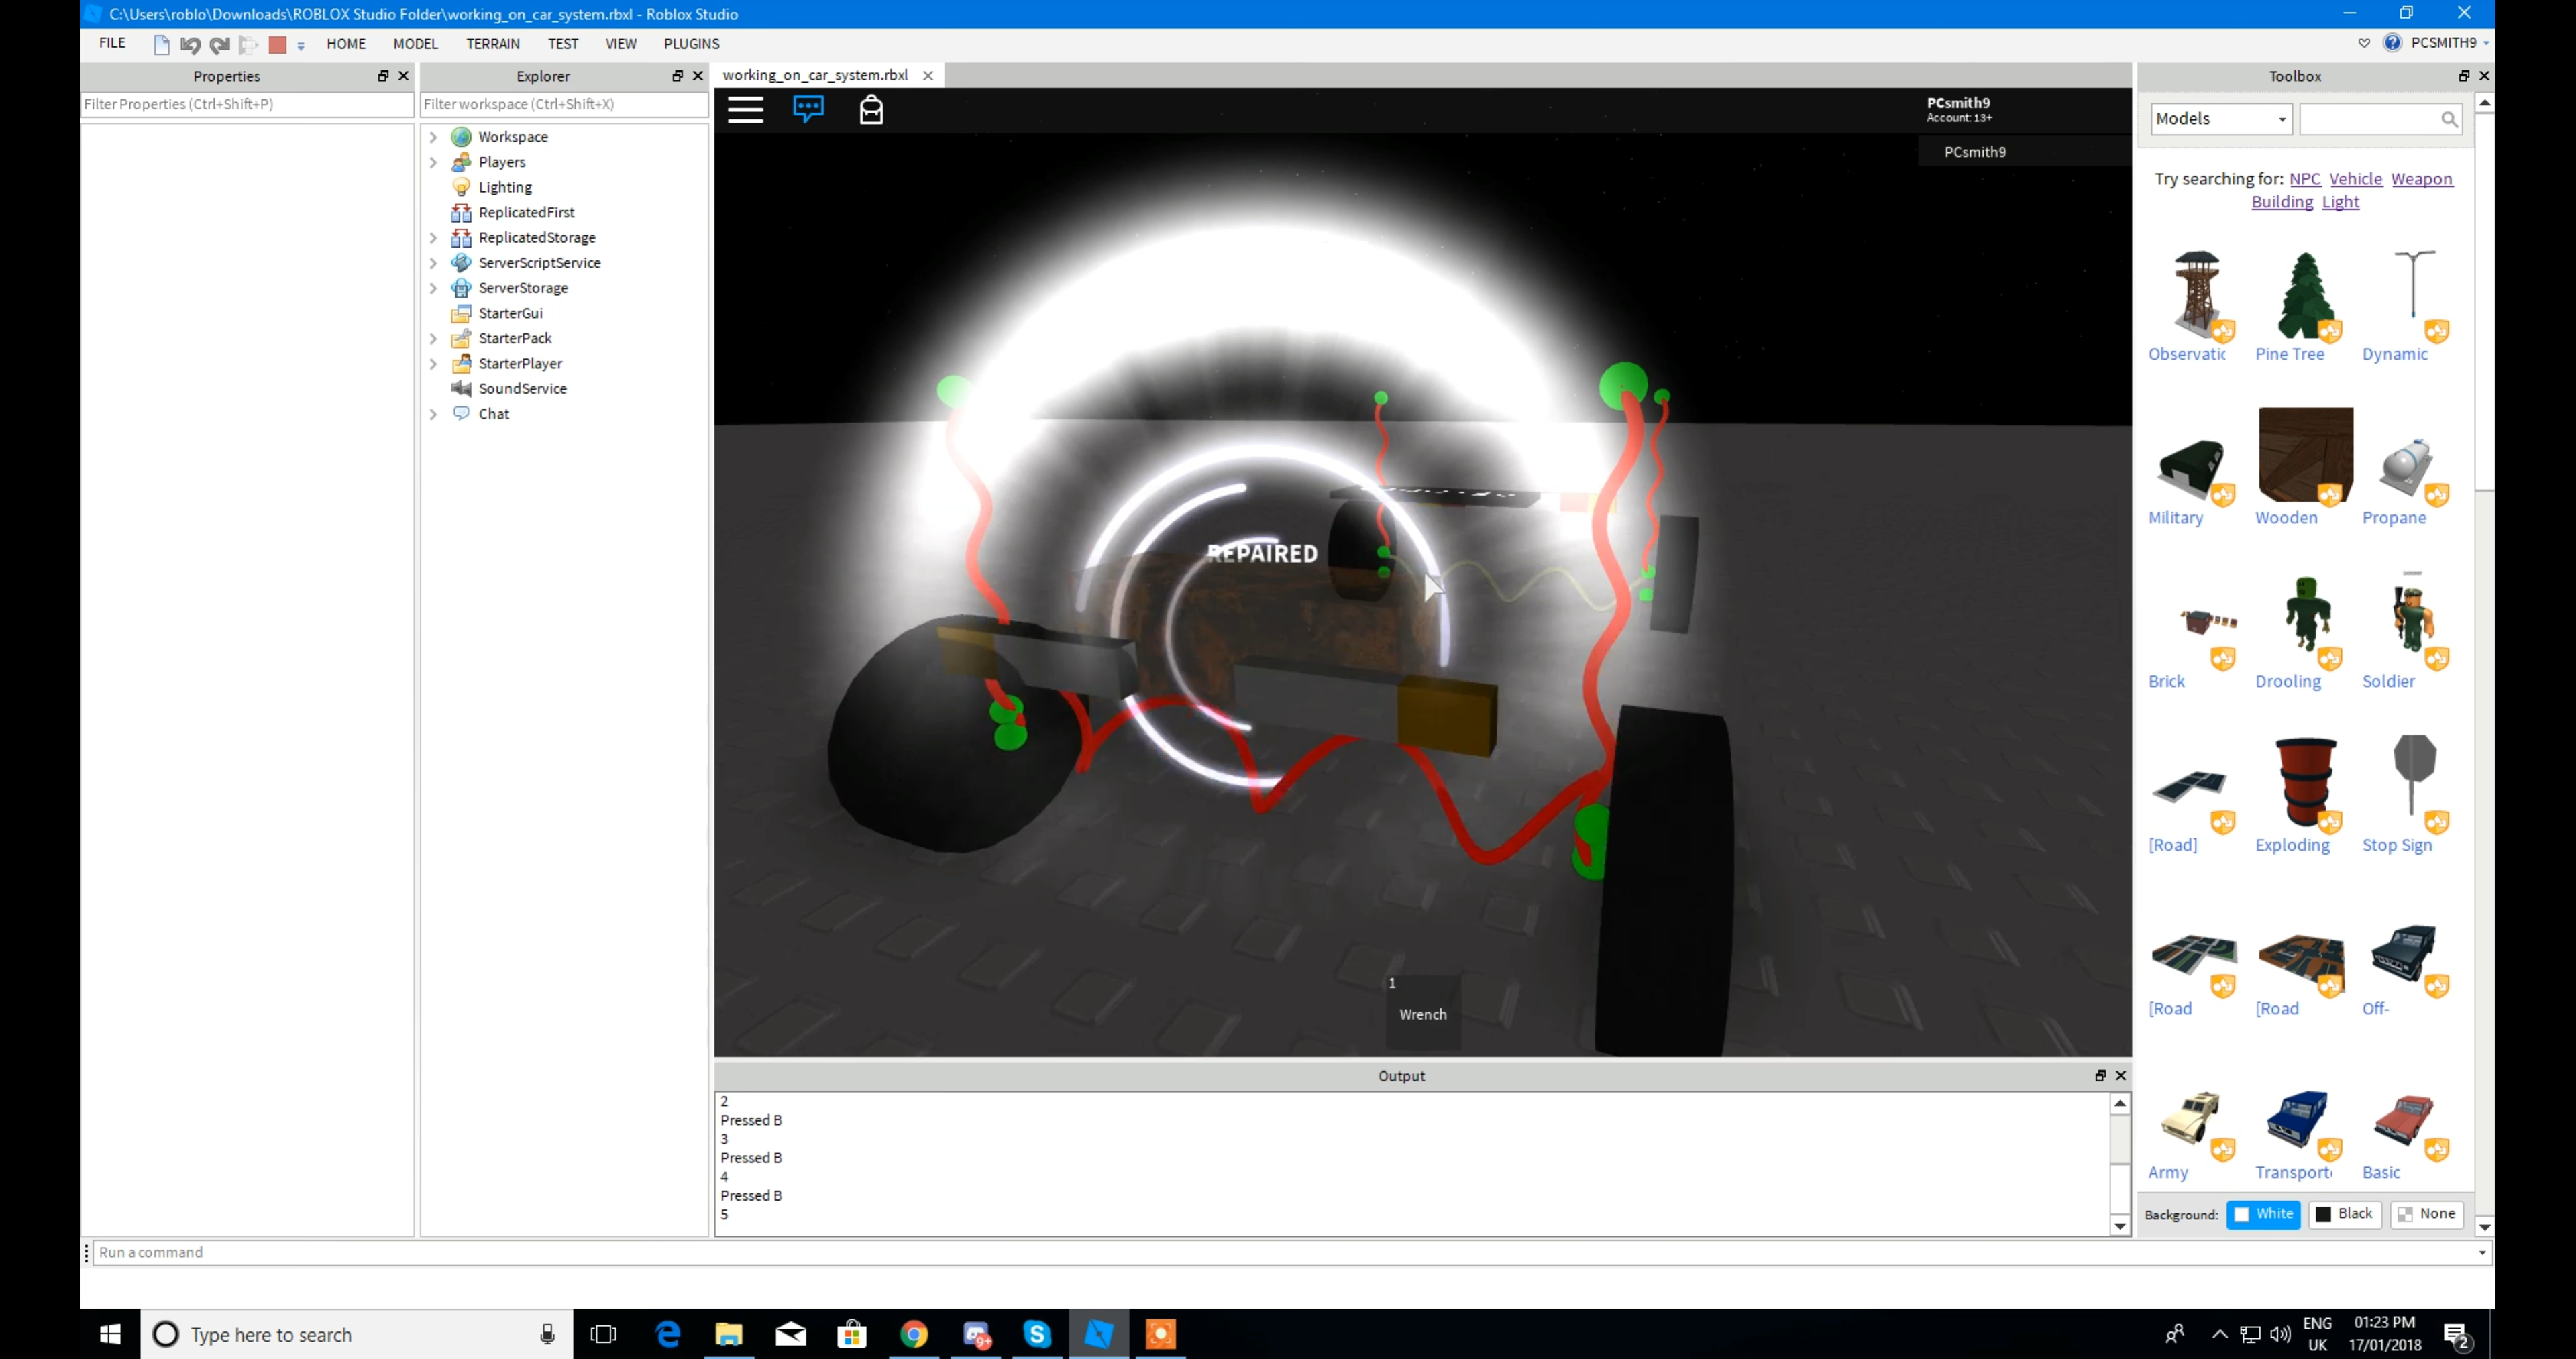 C:\Users\roblo\Downloads\ROBLOX Studio Folder\working_on_car_system.rbxl - Roblox Studio
FILE HOME MODEL TERRAIN TEST VIEW PLUGINS PCSMITH9
Properties
Filter Properties (Ctrl+Shift+P)
Explorer
Filter workspace (Ctrl+Shift+X)
Workspace
Players
Lighting
ReplicatedFirst
ReplicatedStorage
ServerScriptService
ServerStorage
StarterGui
StarterPack
StarterPlayer
SoundService
Chat
working_on_car_system.rbxl
PCsmith9
Account: 13+
PCsmith9
REPAIRED
1
Wrench
Output
2
Pressed B
3
Pressed B
4
Pressed B
5
Toolbox
Models
Try searching for: NPC Vehicle Weapon
Building Light
Observatic Pine Tree Dynamic
Military Wooden Propane
Brick Drooling Soldier
[Road] Exploding Stop Sign
[Road [Road Off-
Army Transport Basic
Background: White Black None
Run a command
Type here to search
9+
ENG
UK
01:23 PM
17/01/2018
2